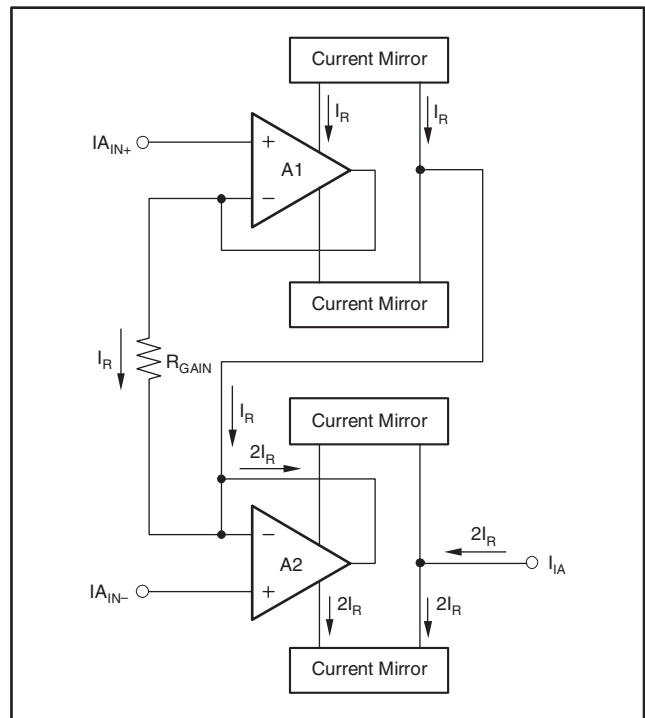 Current Mirror
I_R
I_R
IA_IN+
+
A1
−
Current Mirror
I_R
R_GAIN
I_R
Current Mirror
2I_R
−
2I_R
A2
I_IA
IA_IN−
+
2I_R
2I_R
Current Mirror